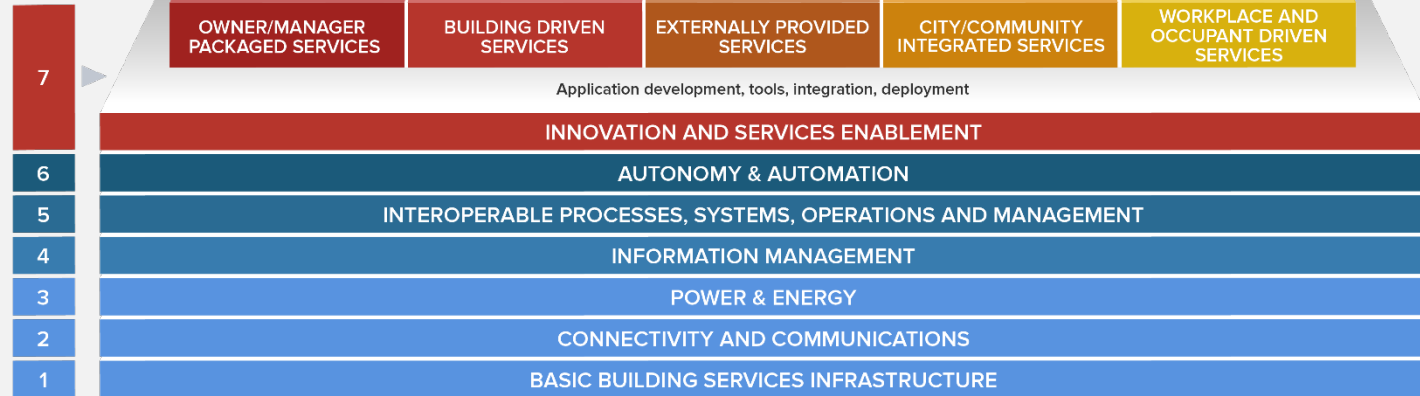 OWNER/MANAGER
PACKAGED SERVICES
BUILDING DRIVEN
SERVICES
EXTERNALLY PROVIDED
SERVICES
CITY/COMMUNITY
INTEGRATED SERVICES
WORKPLACE AND
OCCUPANT DRIVEN
SERVICES
7
Application development, tools, integration, deployment
INNOVATION AND SERVICES ENABLEMENT
6
AUTONOMY & AUTOMATION
5
INTEROPERABLE PROCESSES, SYSTEMS, OPERATIONS AND MANAGEMENT
4
INFORMATION MANAGEMENT
3
POWER & ENERGY
2
CONNECTIVITY AND COMMUNICATIONS
1
BASIC BUILDING SERVICES INFRASTRUCTURE